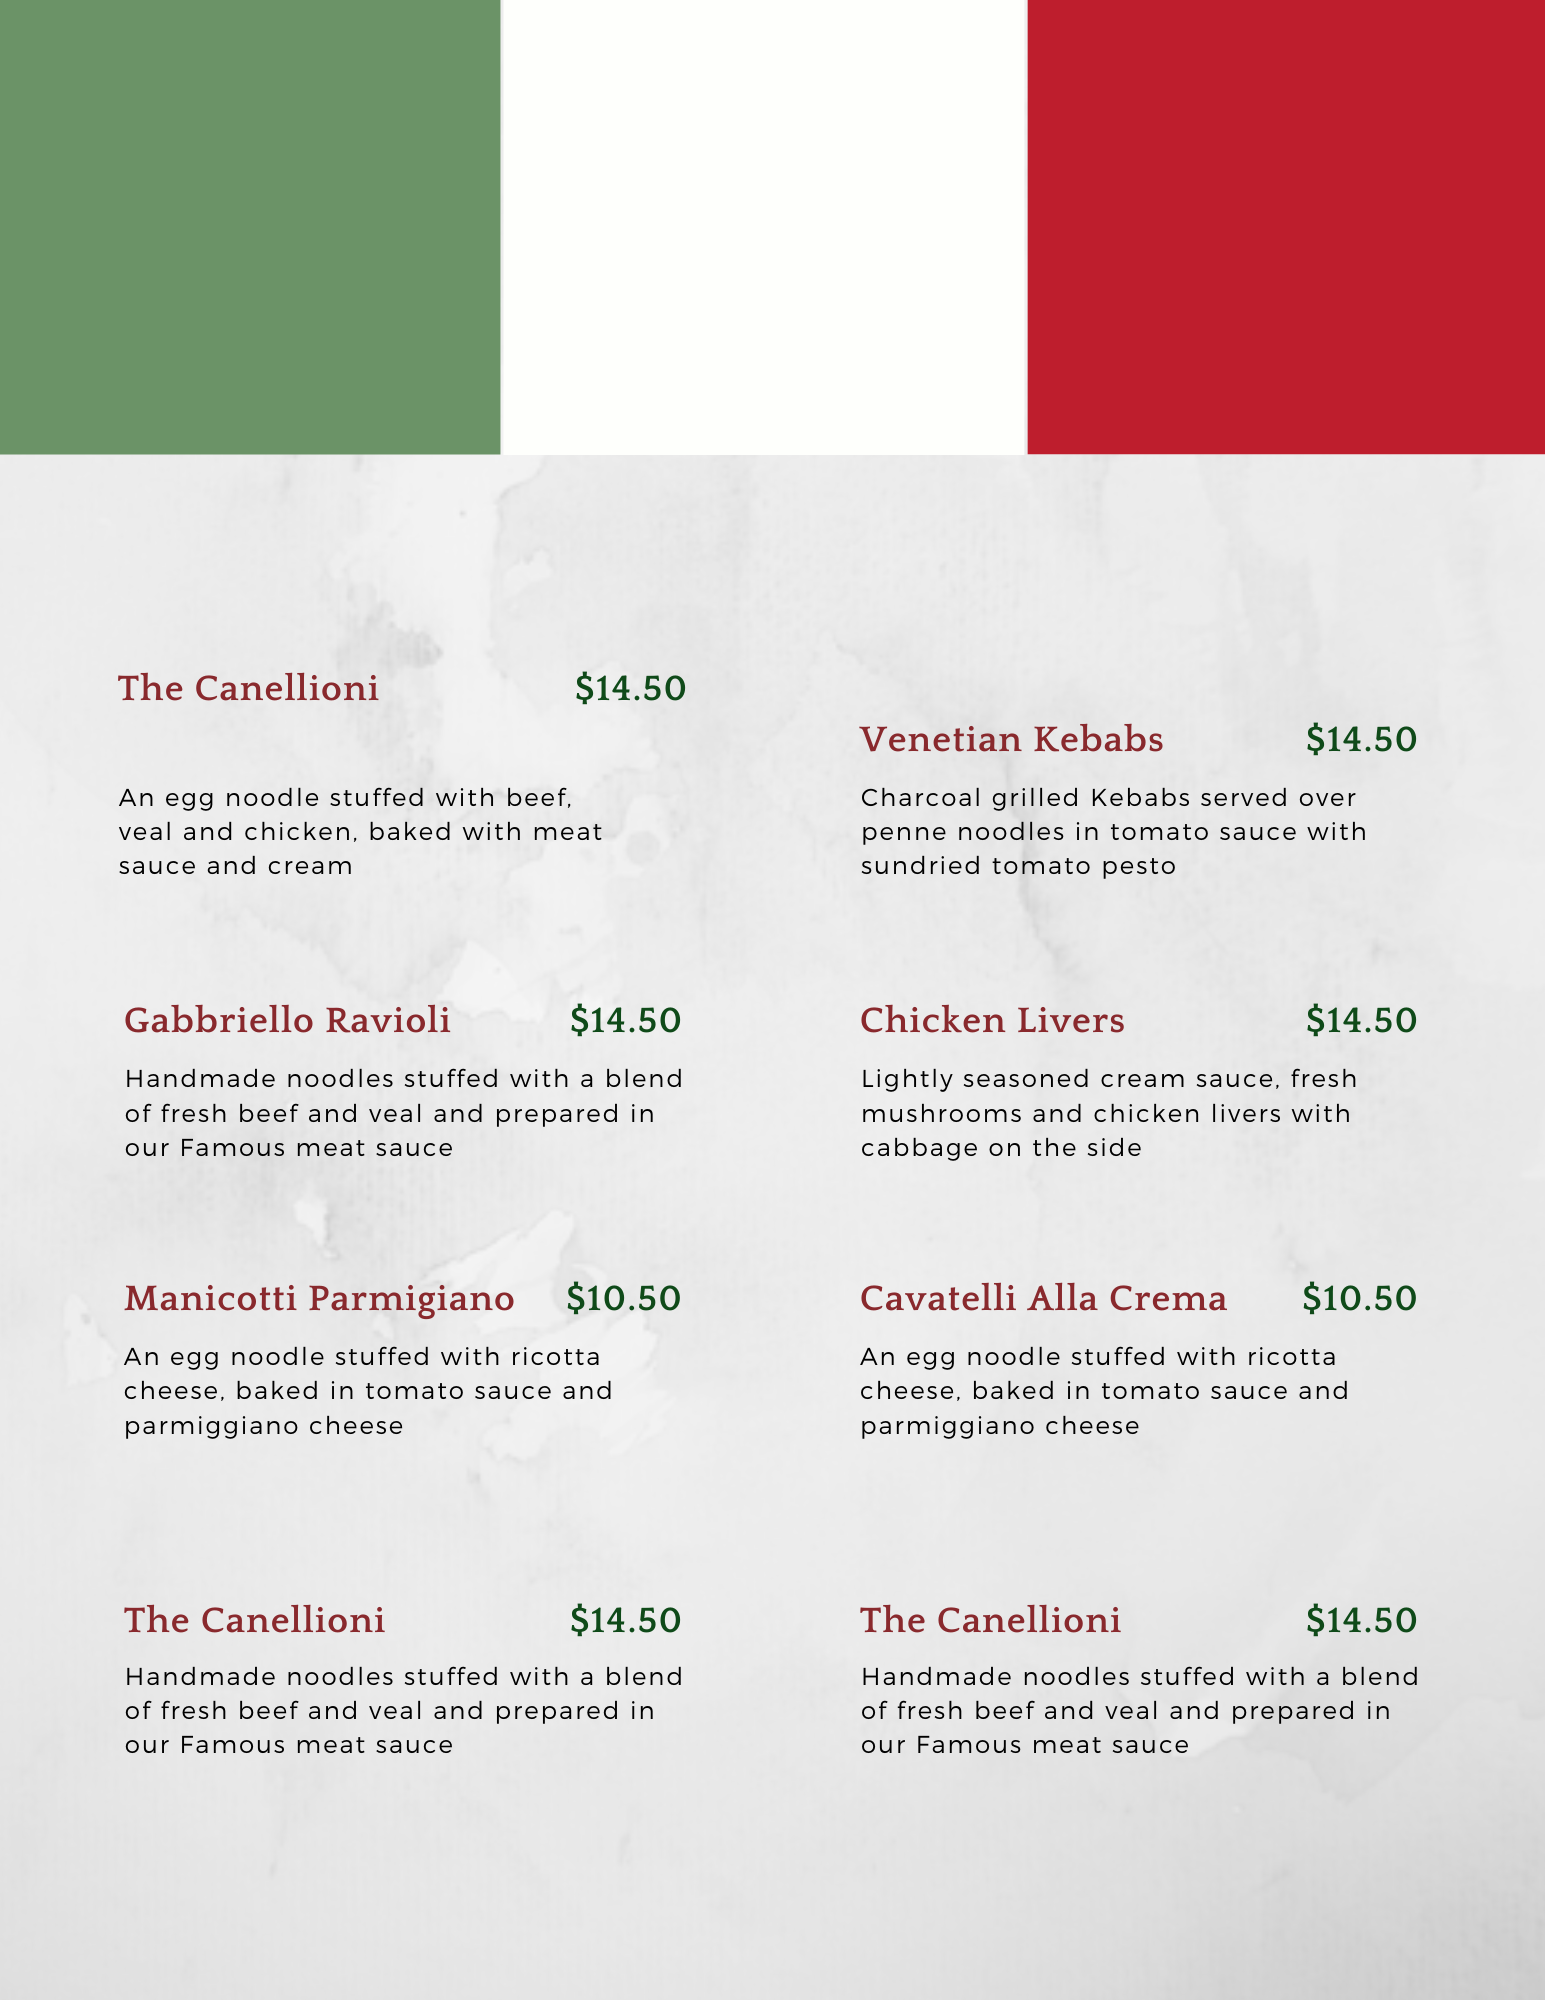 The Canellioni $14.50
An egg noodle stuffed with beef,
veal and chicken, baked with meat
sauce and cream
Venetian Kebabs $14.50
Charcoal grilled Kebabs served over
penne noodles in tomato sauce with
sundried tomato pesto
Gabbriello Ravioli $14.50
Handmade noodles stuffed with a blend
of fresh beef and veal and prepared in
our Famous meat sauce
Chicken Livers $14.50
Lightly seasoned cream sauce, fresh
mushrooms and chicken livers with
cabbage on the side
Manicotti Parmigiano $10.50
An egg noodle stuffed with ricotta
cheese, baked in tomato sauce and
parmiggiano cheese
Cavatelli Alla Crema $10.50
An egg noodle stuffed with ricotta
cheese, baked in tomato sauce and
parmiggiano cheese
The Canellioni $14.50
Handmade noodles stuffed with a blend
of fresh beef and veal and prepared in
our Famous meat sauce
The Canellioni $14.50
Handmade noodles stuffed with a blend
of fresh beef and veal and prepared in
our Famous meat sauce